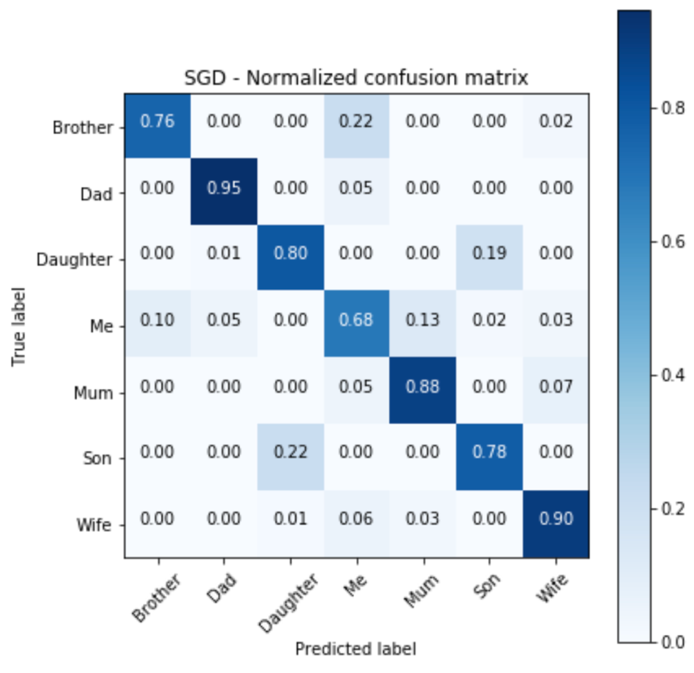 SGD - Normalized confusion matrix
True label
Brother 0.76 0.00 0.00 0.22 0.00 0.00 0.02
Dad 0.00 0.95 0.00 0.05 0.00 0.00 0.00
Daughter 0.00 0.01 0.80 0.00 0.00 0.19 0.00
Me 0.10 0.05 0.00 0.68 0.13 0.02 0.03
Mum 0.00 0.00 0.00 0.05 0.88 0.00 0.07
Son 0.00 0.00 0.22 0.00 0.00 0.78 0.00
Wife 0.00 0.00 0.01 0.06 0.03 0.00 0.90
Brother Dad Daughter Me Mum Son Wife
Predicted label
0.8
0.6
0.4
0.2
0.0